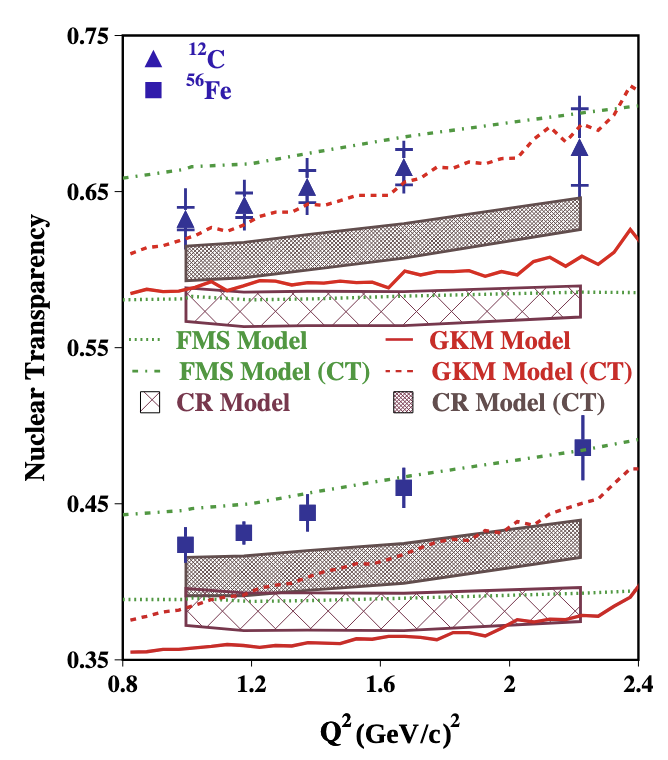 0.75
¹²C
⁵⁶Fe
0.65
Nuclear Transparency
0.55
FMS Model
GKM Model
FMS Model (CT)
GKM Model (CT)
CR Model
CR Model (CT)
0.45
0.35
0.8 1.2 1.6 2 2.4
Q² (GeV/c)²